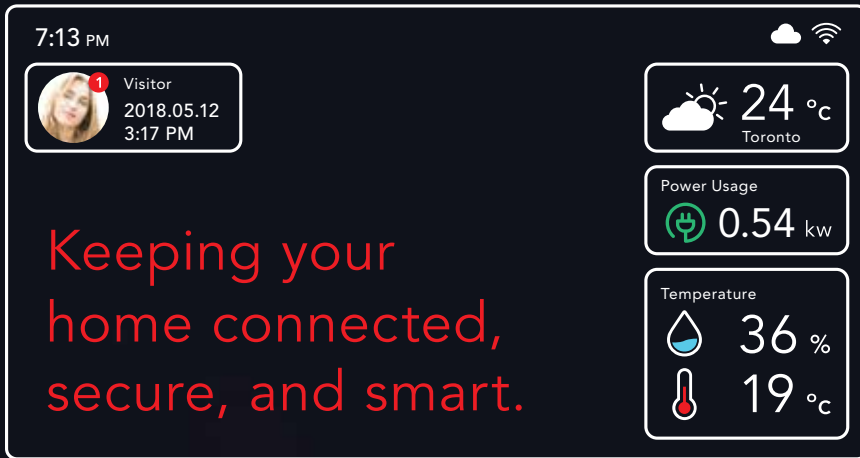 7:13 PM
1
Visitor
2018.05.12
3:17 PM
24 °c
Toronto
Power Usage
0.54 kw
Keeping your
home connected,
secure, and smart.
Temperature
36 %
19 °c